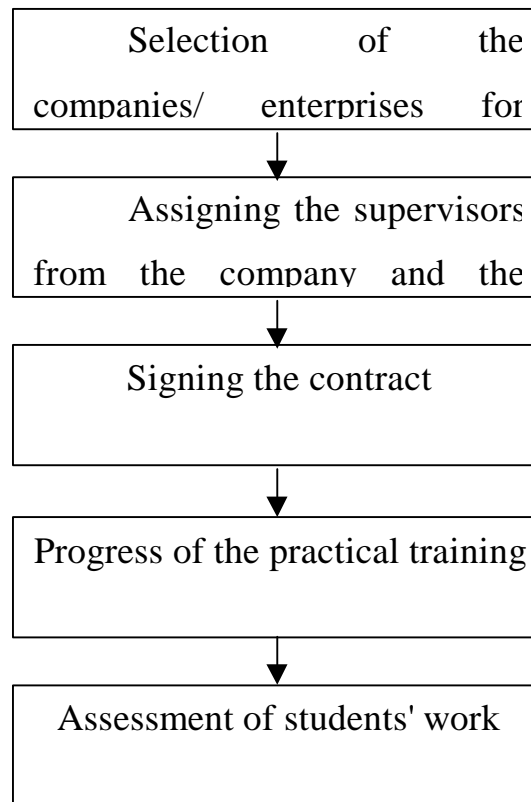 Selection of the
companies/ enterprises for
Assigning the supervisors
from the company and the
Signing the contract
Progress of the practical training
Assessment of students' work